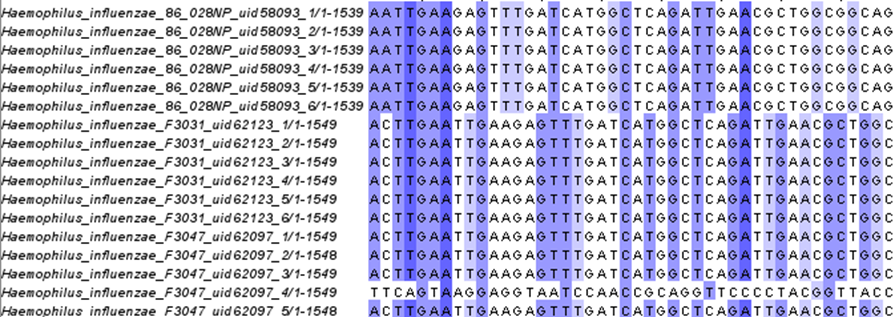 Haemophilus_influenzae_86_028NP_uid58093_1/1-1539 AATTGAAGAGTTTGATCATGGCTCAGATTGAACGCTGGCGGCAG
Haemophilus_influenzae_86_028NP_uid58093_2/1-1539 AATTGAAGAGTTTGATCATGGCTCAGATTGAACGCTGGCGGCAG
Haemophilus_influenzae_86_028NP_uid58093_3/1-1539 AATTGAAGAGTTTGATCATGGCTCAGATTGAACGCTGGCGGCAG
Haemophilus_influenzae_86_028NP_uid58093_4/1-1539 AATTGAAGAGTTTGATCATGGCTCAGATTGAACGCTGGCGGCAG
Haemophilus_influenzae_86_028NP_uid58093_5/1-1539 AATTGAAGAGTTTGATCATGGCTCAGATTGAACGCTGGCGGCAG
Haemophilus_influenzae_86_028NP_uid58093_6/1-1539 AATTGAAGAGTTTGATCATGGCTCAGATTGAACGCTGGCGGCAG
Haemophilus_influenzae_F3031_uid62123_1/1-1549 ACTTGAATTGAAGAGTTTGATCATGGCTCAGATTGAACGCTGGC
Haemophilus_influenzae_F3031_uid62123_2/1-1549 ACTTGAATTGAAGAGTTTGATCATGGCTCAGATTGAACGCTGGC
Haemophilus_influenzae_F3031_uid62123_3/1-1549 ACTTGAATTGAAGAGTTTGATCATGGCTCAGATTGAACGCTGGC
Haemophilus_influenzae_F3031_uid62123_4/1-1549 ACTTGAATTGAAGAGTTTGATCATGGCTCAGATTGAACGCTGGC
Haemophilus_influenzae_F3031_uid62123_5/1-1549 ACTTGAATTGAAGAGTTTGATCATGGCTCAGATTGAACGCTGGC
Haemophilus_influenzae_F3031_uid62123_6/1-1549 ACTTGAATTGAAGAGTTTGATCATGGCTCAGATTGAACGCTGGC
Haemophilus_influenzae_F3047_uid62097_1/1-1549 ACTTGAATTGAAGAGTTTGATCATGGCTCAGATTGAACGCTGGC
Haemophilus_influenzae_F3047_uid62097_2/1-1548 ACTTGAATTGAAGAGTTTGATCATGGCTCAGATTGAACGCTGGC
Haemophilus_influenzae_F3047_uid62097_3/1-1549 ACTTGAATTGAAGAGTTTGATCATGGCTCAGATTGAACGCTGGC
Haemophilus_influenzae_F3047_uid62097_4/1-1549 TTCAGTAAGGAGGTAATCCAACCGCAGGTTCCCCTACGGTTACC
Haemophilus_influenzae_F3047_uid62097_5/1-1548 ACTTGAATTGAAGAGTTTGATCATGGCTCAGATTGAACGCTGGC